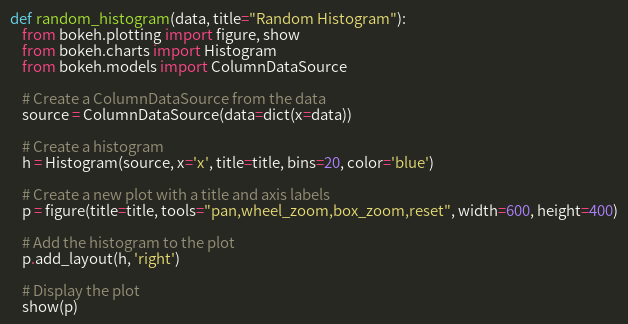 def random_histogram(data, title="Random Histogram"):
    from bokeh.plotting import figure, show
    from bokeh.charts import Histogram
    from bokeh.models import ColumnDataSource

    # Create a ColumnDataSource from the data
    source = ColumnDataSource(data=dict(x=data))

    # Create a histogram
    h = Histogram(source, x='x', title=title, bins=20, color='blue')

    # Create a new plot with a title and axis labels
    p = figure(title=title, tools="pan,wheel_zoom,box_zoom,reset", width=600, height=400)

    # Add the histogram to the plot
    p.add_layout(h, 'right')

    # Display the plot
    show(p)